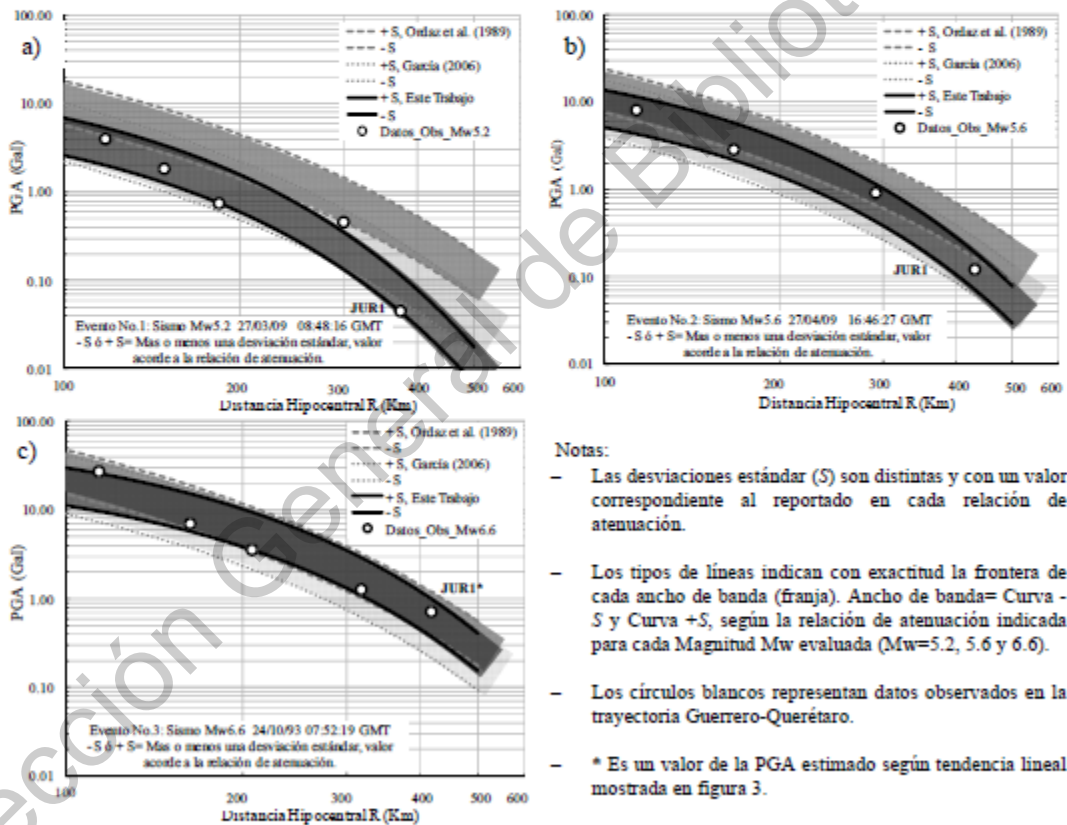 100.00
10.00
1.00
0.10
0.01
PGA (Gal)
a)
+ S, Ordaz et al. (1989)
- S
+S, García (2006)
- S
+ S, Este Trabajo
- S
Datos_Obs_Mw5.2
JUR1
Evento No.1: Sismo Mw5.2 27/03/09 08:48:16 GMT
- S ó + S= Mas o menos una desviación estándar, valor
acorde a la relación de atenuación.
100 200 300 400 500 600
Distancia Hipocentral R (Km)
100.00
10.00
1.00
0.10
0.01
PGA (Gal)
b)
+ S, Ordaz et al. (1989)
- S
+S, García (2006)
- S
+ S, Este Trabajo
- S
Datos_Obs_Mw5.6
JUR1
Evento No.2: Sismo Mw5.6 27/04/09 16:46:27 GMT
- S ó + S= Mas o menos una desviación estándar, valor
acorde a la relación de atenuación.
100 200 300 400 500 600
Distancia Hipocentral R (Km)
100.00
10.00
1.00
0.10
0.01
PGA (Gal)
c)
+ S, Ordaz et al. (1989)
- S
+S, García (2006)
- S
+ S, Este Trabajo
- S
Datos_Obs_Mw6.6
JUR1*
Evento No.3: Sismo Mw6.6 24/10/93 07:52:19 GMT
- S ó + S= Mas o menos una desviación estándar, valor
acorde a la relación de atenuación.
100 200 300 400 500 600
Distancia Hipocentral R (Km)
Notas:
– Las desviaciones estándar (S) son distintas y con un valor
correspondiente al reportado en cada relación de
atenuación.
– Los tipos de líneas indican con exactitud la frontera de
cada ancho de banda (franja). Ancho de banda= Curva -
S y Curva +S, según la relación de atenuación indicada
para cada Magnitud Mw evaluada (Mw=5.2, 5.6 y 6.6).
– Los círculos blancos representan datos observados en la
trayectoria Guerrero-Querétaro.
– * Es un valor de la PGA estimado según tendencia lineal
mostrada en figura 3.
ección General de Bibliot